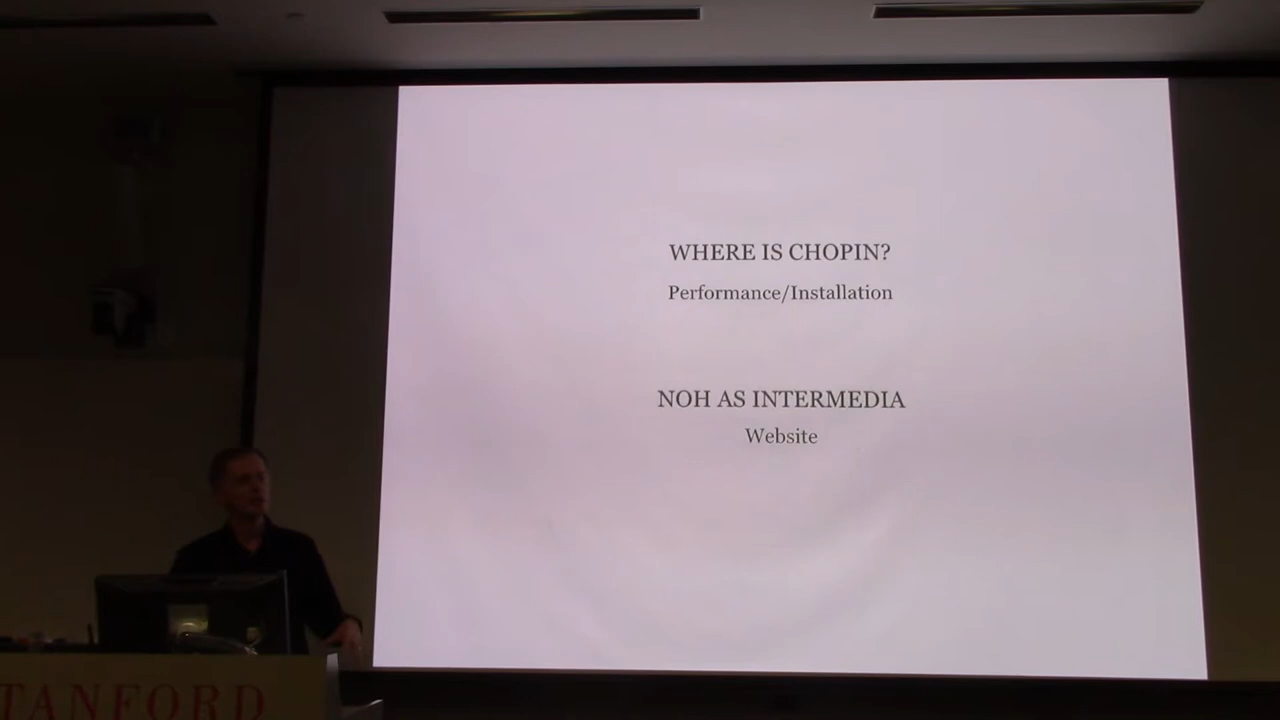 WHERE IS CHOPIN?
Performance/Installation
NOH AS INTERMEDIA
Website
TANFORD